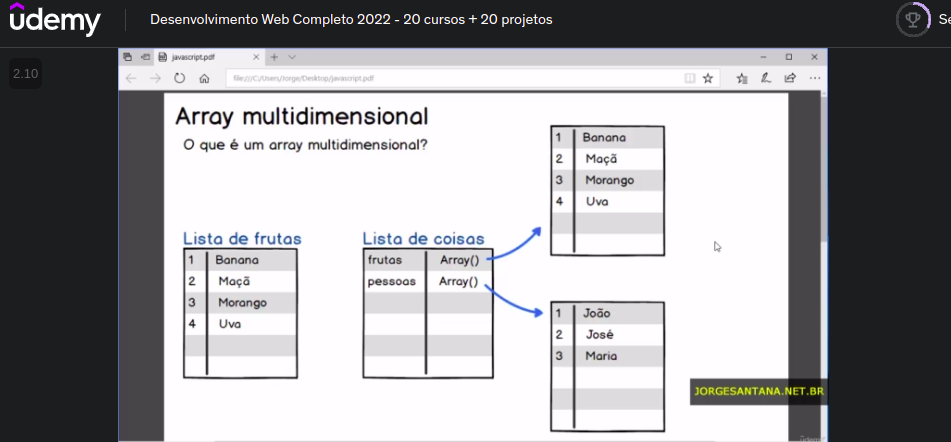 ûdemy
Desenvolvimento Web Completo 2022 - 20 cursos + 20 projetos
Se
2.10
javascript.pdf
file:///C:/Users/Jorge/Desktop/javascript.pdf
Array multidimensional
O que é um array multidimensional?
Lista de frutas
1 Banana
2 Maçã
3 Morango
4 Uva
Lista de coisas
frutas Array()
pessoas Array()
1 Banana
2 Maçã
3 Morango
4 Uva
1 João
2 José
3 Maria
JORGESANTANA.NET.BR
ûdemy